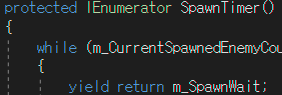 protected IEnumerator SpawnTimer()
{
while (m_CurrentSpawnedEnemyCou
{
yield return m_SpawnWait;